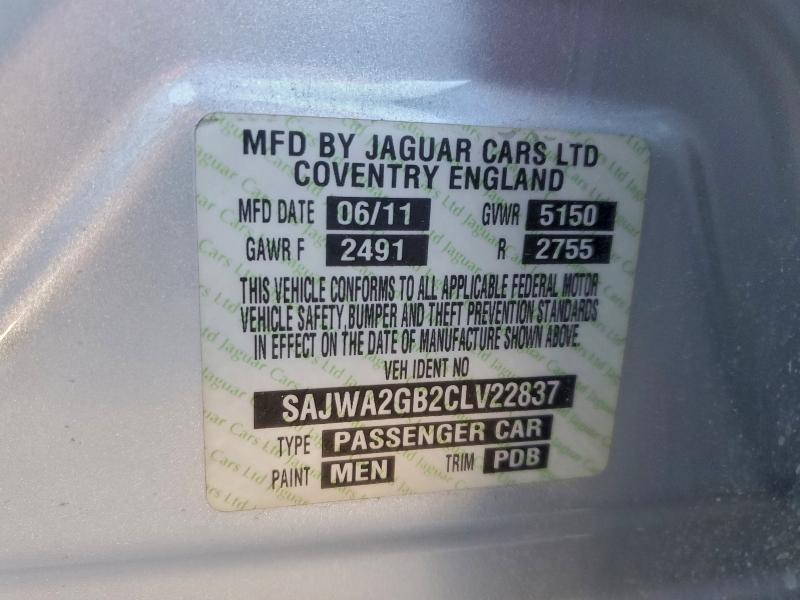 MFD BY JAGUAR CARS LTD
COVENTRY ENGLAND
MFD DATE 06/11 GVWR 5150
GAWR F 2491 R 2755
THIS VEHICLE CONFORMS TO ALL APPLICABLE FEDERAL MOTOR
VEHICLE SAFETY, BUMPER AND THEFT PREVENTION STANDARDS
IN EFFECT ON THE DATE OF MANUFACTURE SHOWN ABOVE.
VEH IDENT NO
SAJWA2GB2CLV22837
TYPE PASSENGER CAR
PAINT MEN TRIM PDB